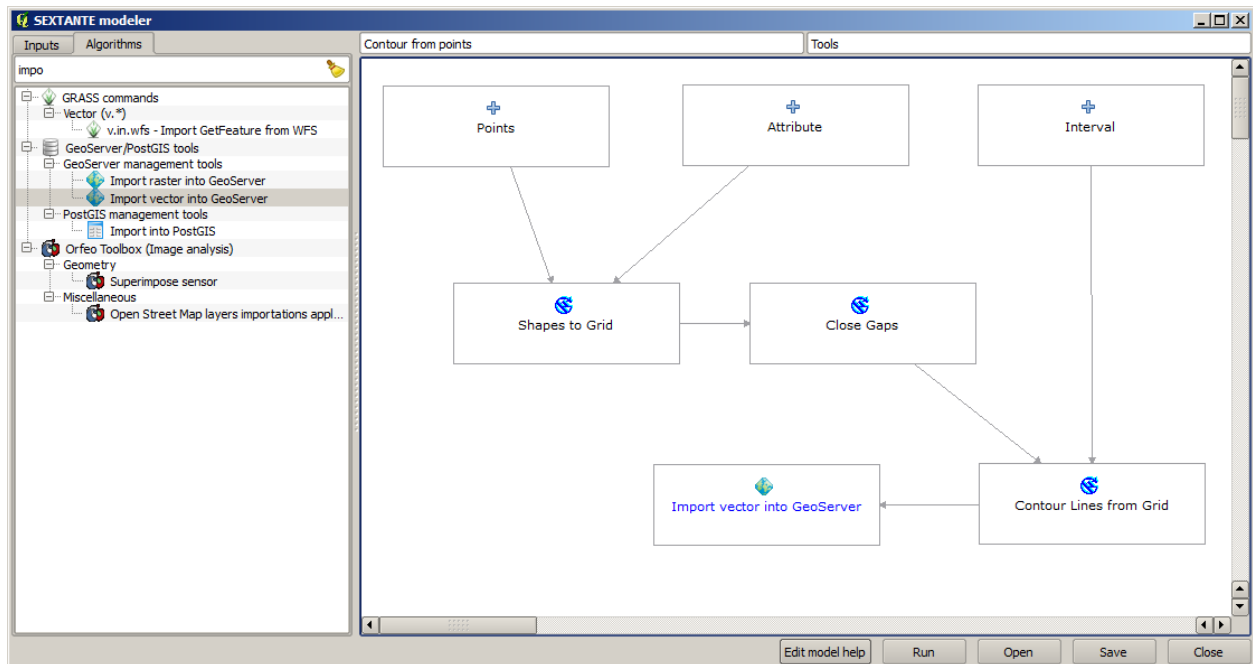 SEXTANTE modeler
Inputs
Algorithms
Contour from points
Tools
impo
GRASS commands
Vector (v.*)
v.in.wfs - Import GetFeature from WFS
GeoServer/PostGIS tools
GeoServer management tools
Import raster into GeoServer
Import vector into GeoServer
PostGIS management tools
Import into PostGIS
Orfeo Toolbox (Image analysis)
Geometry
Superimpose sensor
Miscellaneous
Open Street Map layers importations appl...
Points
Attribute
Interval
Shapes to Grid
Close Gaps
Import vector into GeoServer
Contour Lines from Grid
Edit model help
Run
Open
Save
Close